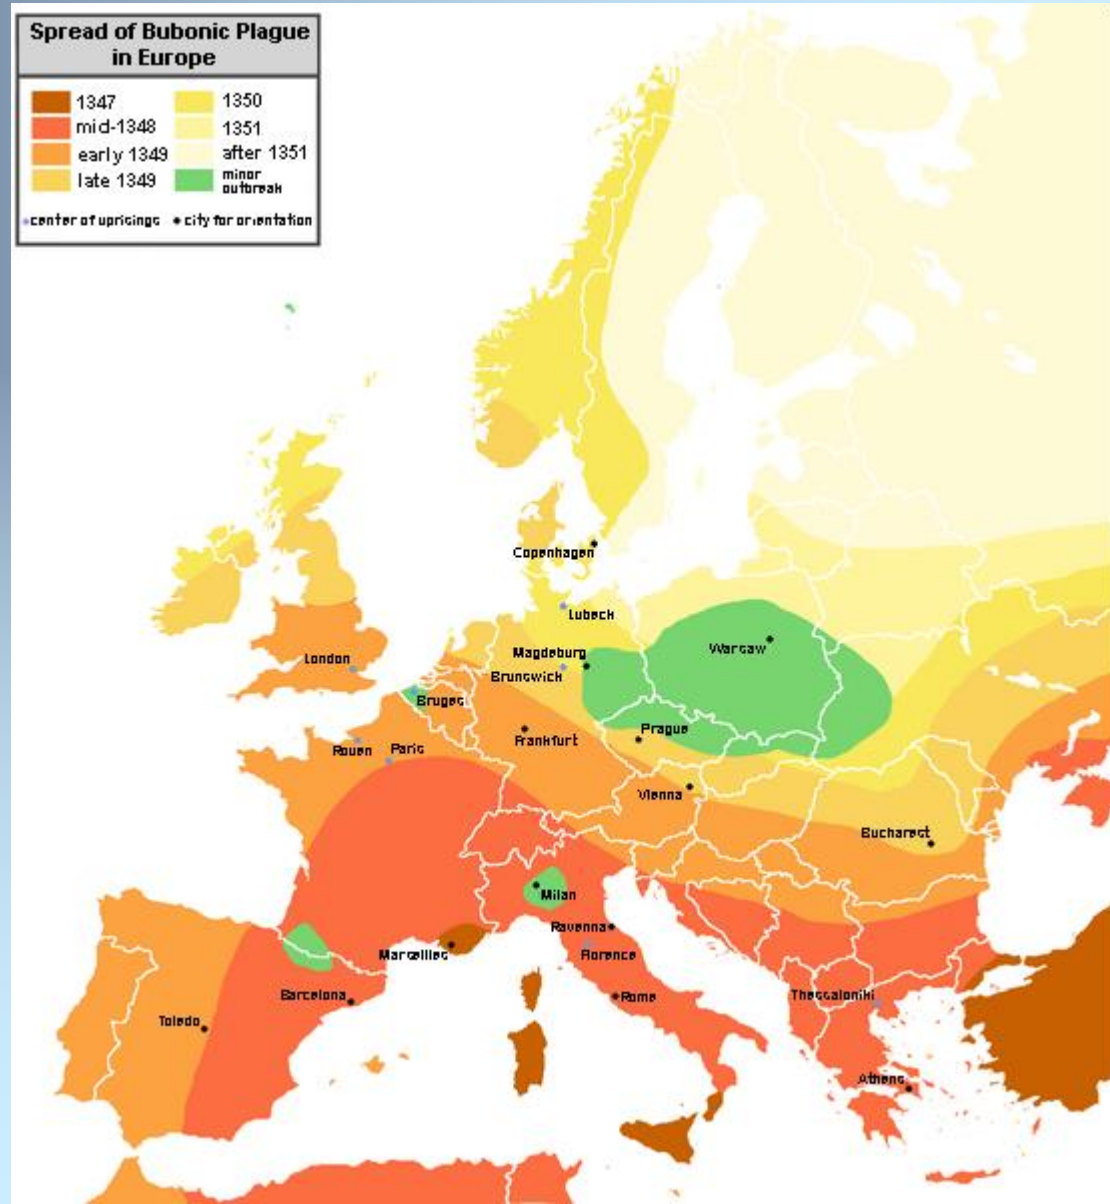 Spread of Bubonic Plague
in Europe
1347
mid-1348
early 1349
late 1349
1350
1351
after 1351
minor
outbreak
center of uprisings
city for orientation
Copenhagen
Lubeck
Magdeburg
Warsaw
London
Brunswick
Bruges
Prague
Frankfurt
Rouen
Paris
Vienna
Bucharest
Milan
Ravenna
Marseilles
Florence
Barcelona
Rome
Thessaloniki
Toledo
Athens